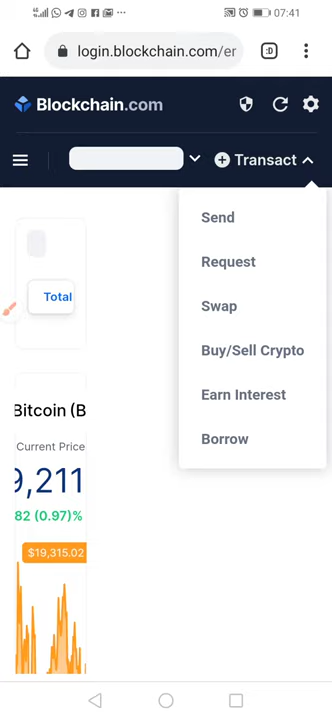 07:41
login.blockchain.com/er
:D
Blockchain.com
Transact
Send
Request
Swap
Buy/Sell Crypto
Earn Interest
Borrow
Total
Bitcoin (B
Current Price
9,211
82 (0.97)%
$19,315.02